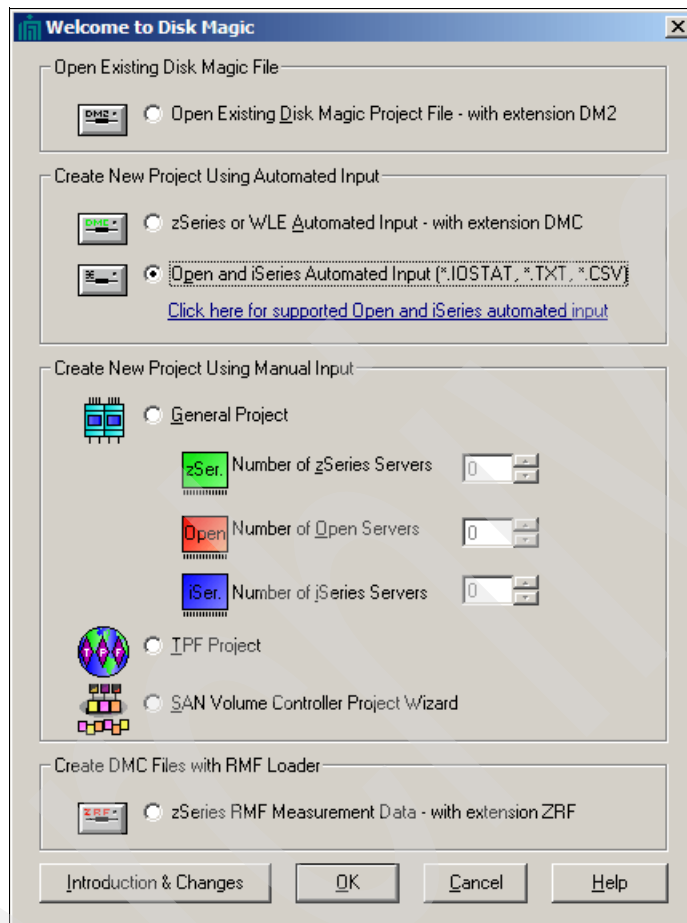 Welcome to Disk Magic
Open Existing Disk Magic File
DM2
Open Existing Disk Magic Project File - with extension DM2
Create New Project Using Automated Input
DMC
zSeries or WLE Automated Input - with extension DMC
Open and iSeries Automated Input (*.IOSTAT, *.TXT, *.CSV)
Click here for supported Open and iSeries automated input
Create New Project Using Manual Input
General Project
zSer. Number of zSeries Servers 0
Open Number of Open Servers 0
iSer. Number of iSeries Servers 0
TPF TPF Project
SAN Volume Controller Project Wizard
Create DMC Files with RMF Loader
ZRF zSeries RMF Measurement Data - with extension ZRF
Introduction & Changes OK Cancel Help